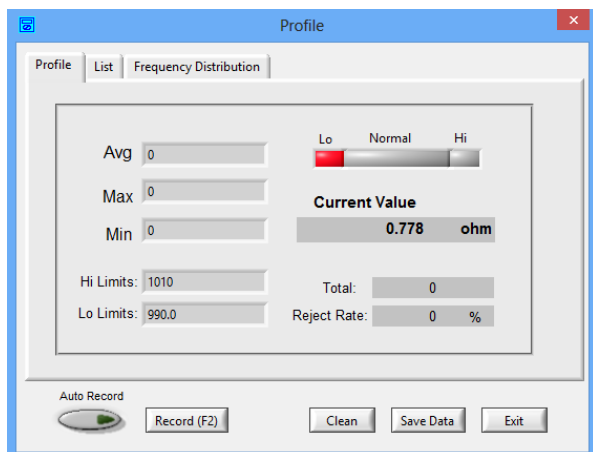 Profile
Profile List Frequency Distribution
Lo Normal Hi
Avg 0
Max 0
Current Value
Min 0
0.778 ohm
Hi Limits: 1010
Total: 0
Lo Limits: 990.0
Reject Rate: 0 %
Auto Record
Record (F2) Clean Save Data Exit